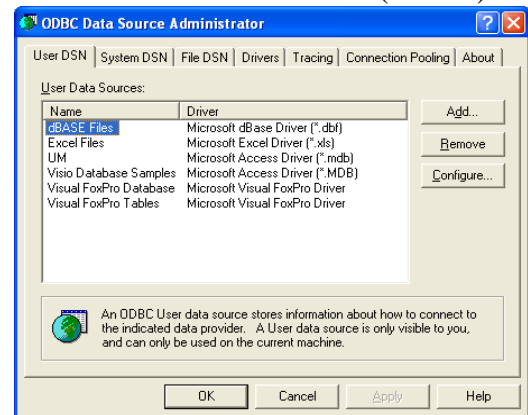 ODBC Data Source Administrator
User DSN System DSN File DSN Drivers Tracing Connection Pooling About
User Data Sources:
Name Driver
dBASE Files Microsoft dBase Driver (*.dbf)
Excel Files Microsoft Excel Driver (*.xls)
UM Microsoft Access Driver (*.mdb)
Visio Database Samples Microsoft Access Driver (*.MDB)
Visual FoxPro Database Microsoft Visual FoxPro Driver
Visual FoxPro Tables Microsoft Visual FoxPro Driver
Add...
Remove
Configure...
An ODBC User data source stores information about how to connect to
the indicated data provider. A User data source is only visible to you,
and can only be used on the current machine.
OK Cancel Apply Help